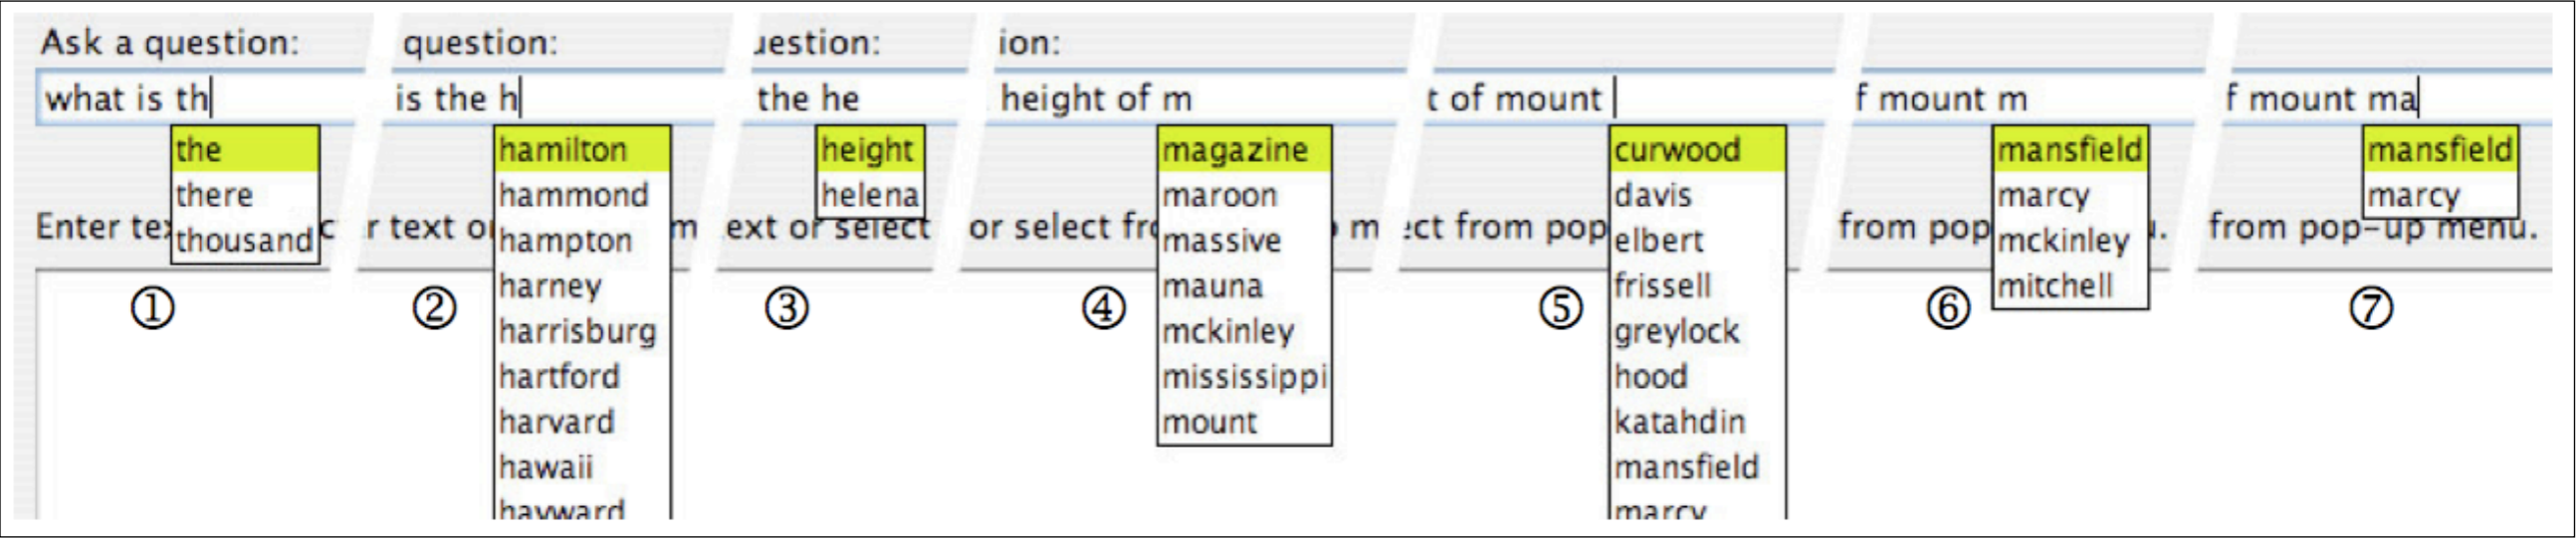 Ask a question:
what is th
the
there
thousand
Enter
①
question:
is the h
hamilton
hammond
hampton
harney
harrisburg
hartford
harvard
hawaii
hayward
text
②
uestion:
the he
height
helena
ext or select
③
ion:
height of m
magazine
maroon
massive
mauna
mckinley
mississippi
mount
or select
④
t of mount
curwood
davis
elbert
frissell
greylock
hood
katahdin
mansfield
marcy
ect from pop
⑤
f mount m
mansfield
marcy
mckinley
mitchell
from pop
⑥
f mount ma
mansfield
marcy
from pop-up menu.
⑦